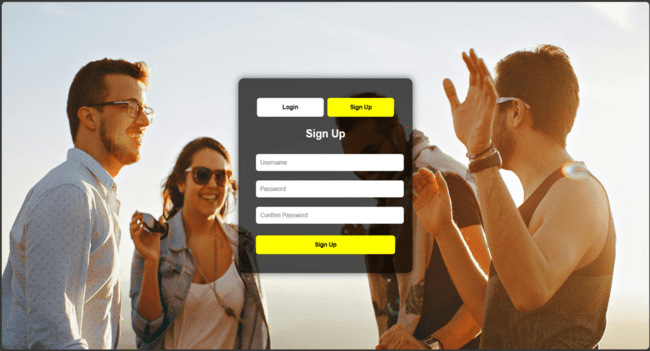 Login
Sign Up
Sign Up
Username
Password
Confirm Password
Sign Up